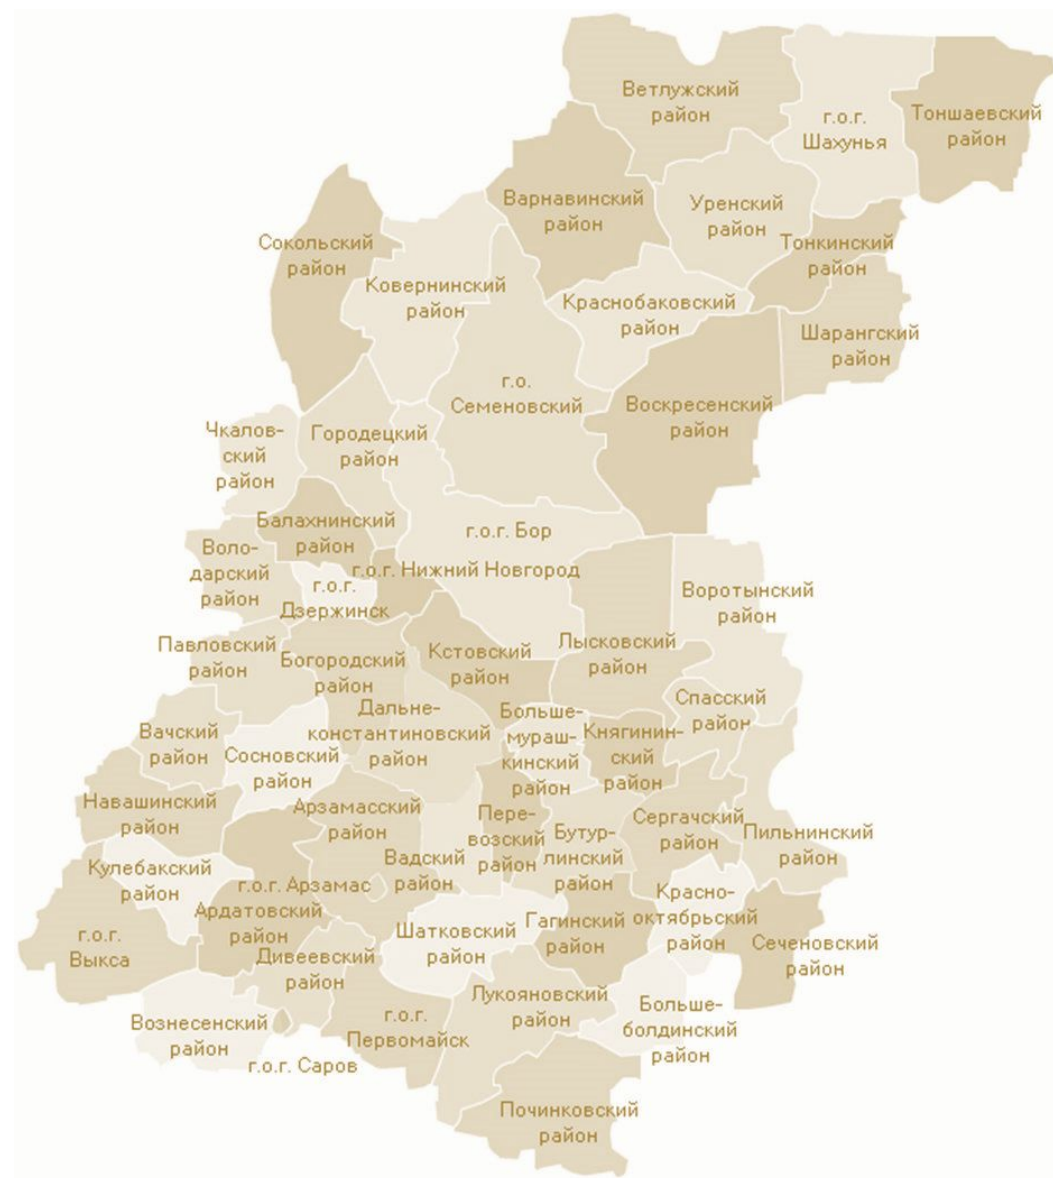 Ветлужский
район
г.о.г.
Шахунья
Тоншаевский
район
Варнавинский
район
Уренский
район
Тонкинский
район
Сокольский
район
Ковернинский
район
Краснобаковский
район
Шарангский
район
г.о.
Семеновский
Воскресенский
район
Чкалов-
ский
район
Городецкий
район
Балахнинский
район
г.о.г. Бор
Воло-
дарский
район
г.о.г. Нижний Новгород
г.о.г.
Дзержинск
Воротынский
район
Павловский
район
Богородский
район
Кстовский
район
Лысковский
район
Спасский
район
Вачский
район
Сосновский
район
Дальне-
константиновский
район
Больше-
мураш-
кинский
район
Княгинин-
ский
район
Навашинский
район
Арзамасский
район
Пере-
возский
район
Бутур-
линский
район
Сергачский
район
Пильнинский
район
Кулебакский
район
Вадский
район
г.о.г. Арзамас
Ардатовский
район
Красно-
октябрьский
район
г.о.г.
Выкса
Дивеевский
район
Шатковский
район
Гагинский
район
Сеченовский
район
Вознесенский
район
г.о.г. Саров
г.о.г.
Первомайск
Лукояновский
район
Больше-
болдинский
район
Починковский
район